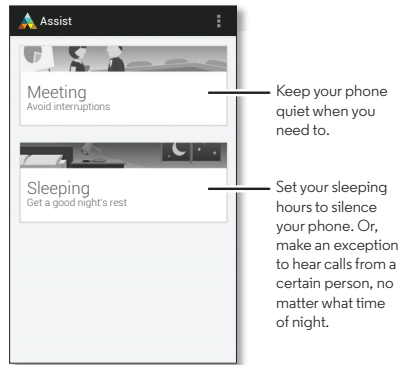 Assist
Meeting
Avoid interruptions
Keep your phone
quiet when you
need to.
Sleeping
Get a good night's rest
Set your sleeping
hours to silence
your phone. Or,
make an exception
to hear calls from a
certain person, no
matter what time
of night.